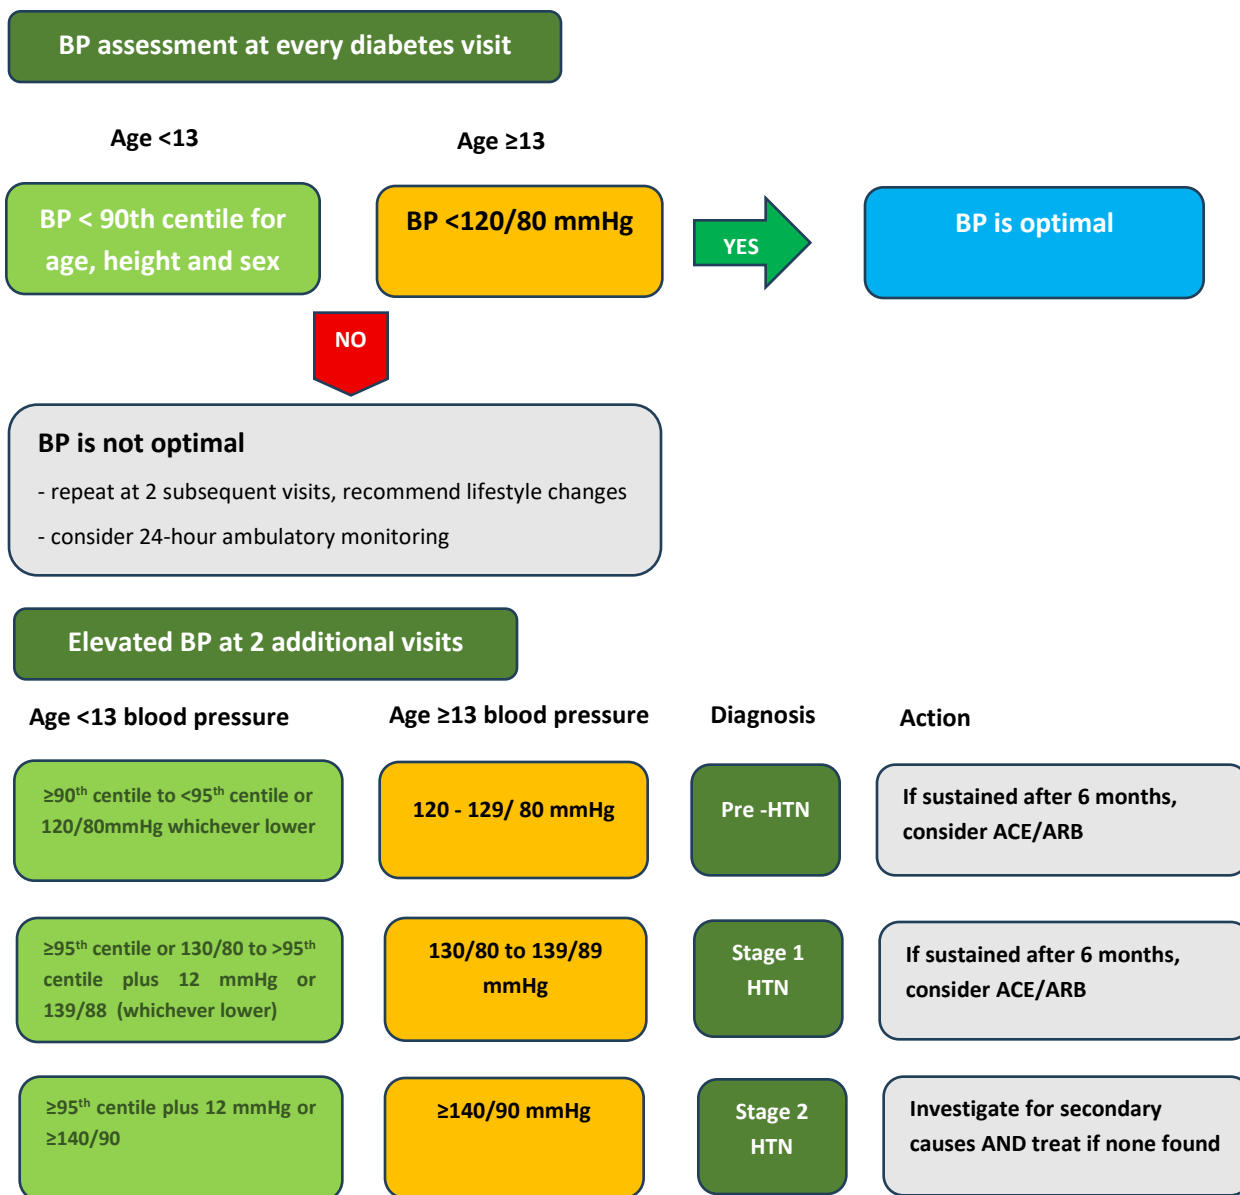 BP assessment at every diabetes visit
Age <13
Age ≥13
BP < 90th centile for
age, height and sex
BP <120/80 mmHg
YES
BP is optimal
NO
BP is not optimal
- repeat at 2 subsequent visits, recommend lifestyle changes
- consider 24-hour ambulatory monitoring
Elevated BP at 2 additional visits
Age <13 blood pressure
Age ≥13 blood pressure
Diagnosis
Action
≥90th centile to <95th centile or
120/80mmHg whichever lower
120 - 129/ 80 mmHg
Pre -HTN
If sustained after 6 months,
consider ACE/ARB
≥95th centile or 130/80 to >95th
centile plus 12 mmHg or
139/88 (whichever lower)
130/80 to 139/89
mmHg
Stage 1
HTN
If sustained after 6 months,
consider ACE/ARB
≥95th centile plus 12 mmHg or
≥140/90
≥140/90 mmHg
Stage 2
HTN
Investigate for secondary
causes AND treat if none found